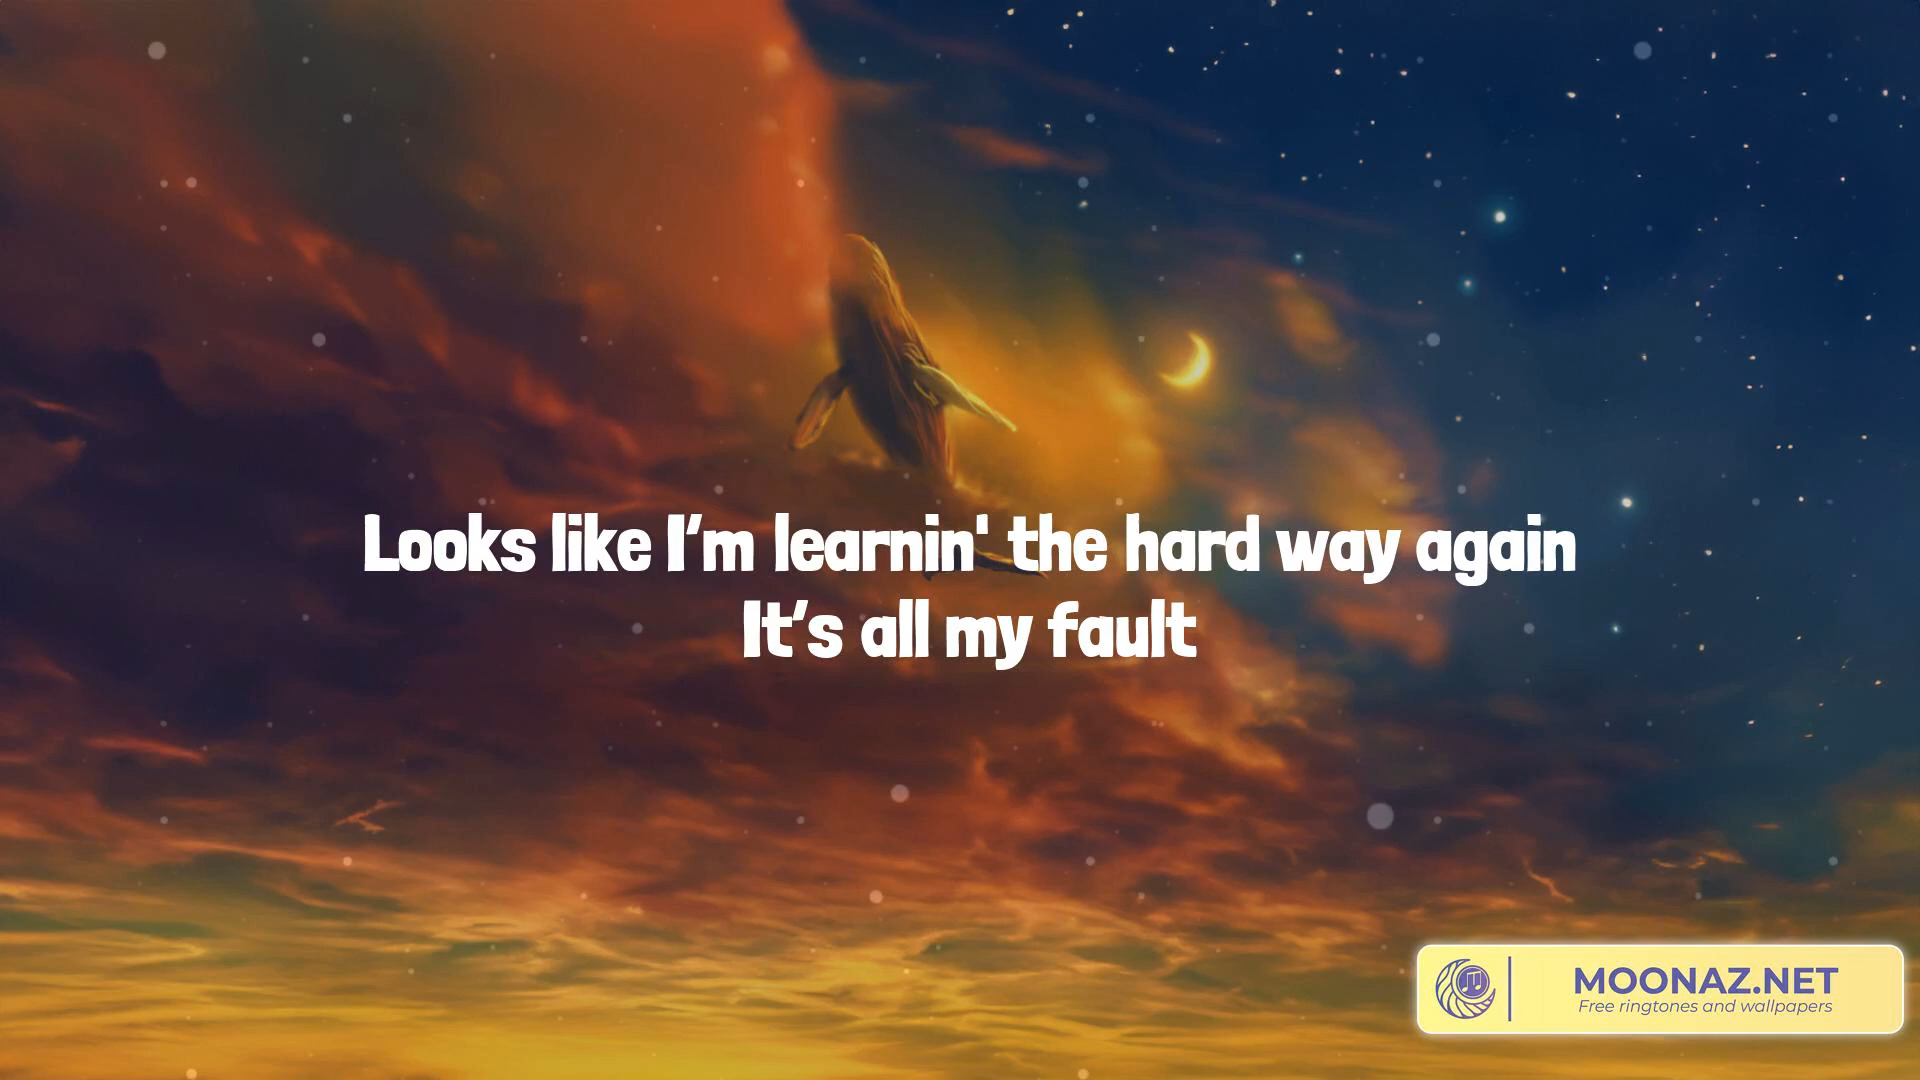 Looks like I’m learnin' the hard way again
It’s all my fault
MOONAZ.NET
Free ringtones and wallpapers